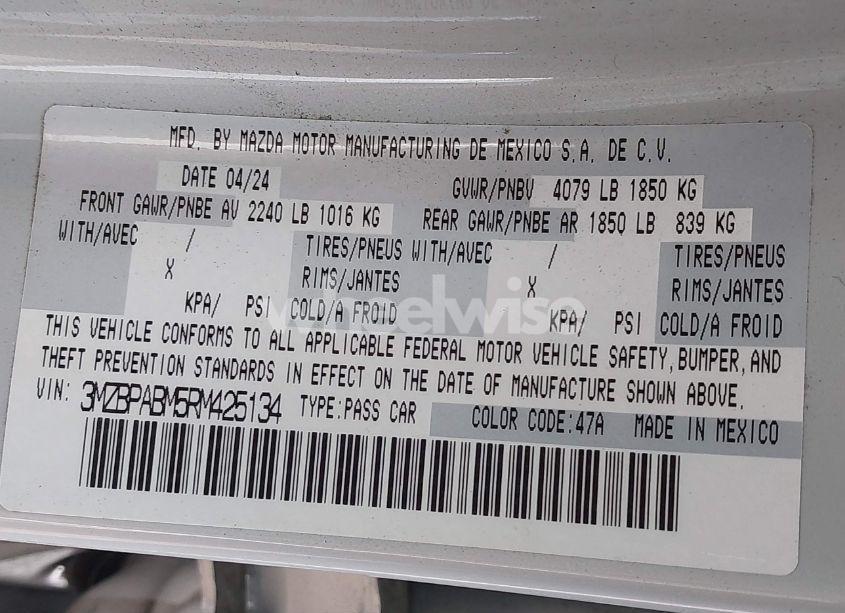 MFD. BY MAZDA MOTOR MANUFACTURING DE MEXICO S.A. DE C.V.
DATE 04/24 GVWR/PNBV 4079 LB 1850 KG
FRONT GAWR/PNBE AV 2240 LB 1016 KG REAR GAWR/PNBE AR 1850 LB 839 KG
WITH/AVEC / TIRES/PNEUS WITH/AVEC / TIRES/PNEUS
X RIMS/JANTES X RIMS/JANTES
KPA/ PSI COLD/A FROID KPA/ PSI COLD/A FROID
wheelwise
THIS VEHICLE CONFORMS TO ALL APPLICABLE FEDERAL MOTOR VEHICLE SAFETY, BUMPER, AND
THEFT PREVENTION STANDARDS IN EFFECT ON THE DATE OF MANUFACTURE SHOWN ABOVE.
VIN: 3MZBPABM5RM425134 TYPE:PASS CAR COLOR CODE:47A MADE IN MEXICO